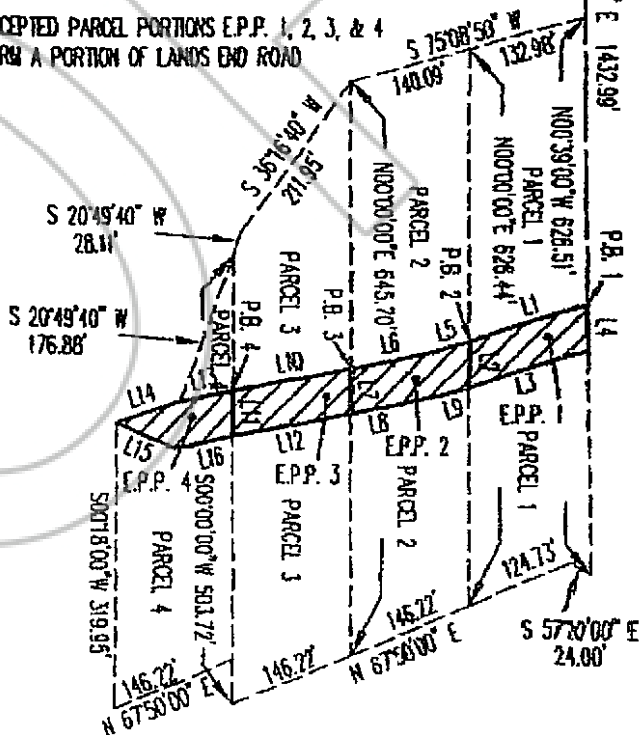 CEPTED PARCEL PORTIONS E.P.P. 1, 2, 3, & 4
RM A PORTION OF LANDS END ROAD
S 75°08'50" W
140.09'
132.98'
E 1432.99'
S 36°16'40" W
211.95'
N00°39'00"W 628.51'
PARCEL 1
N00°00'00"E 628.44'
PARCEL 2
N00°00'00"E 645.70'
S 20°49'40" W
28.11'
P.B. 1
P.B. 2
P.B. 3
P.B. 4
PARCEL 3
PARCEL 4
S 20°49'40" W
176.88'
L1
L4
L5
L6
L10
L13
L14
L7
L3
E.P.P.
L11
L9
L8
E.P.P. 2
L12
E.P.P. 3
L16
L15
E.P.P. 4
PARCEL 1
PARCEL 2
PARCEL 3
PARCEL 4
S00°00'00"W 503.72'
S00°18'00"W 319.95'
124.73'
S 57°20'00" E
24.00'
146.22'
N 67°50'00" E
146.22'
146.22'
N 67°50'00" E